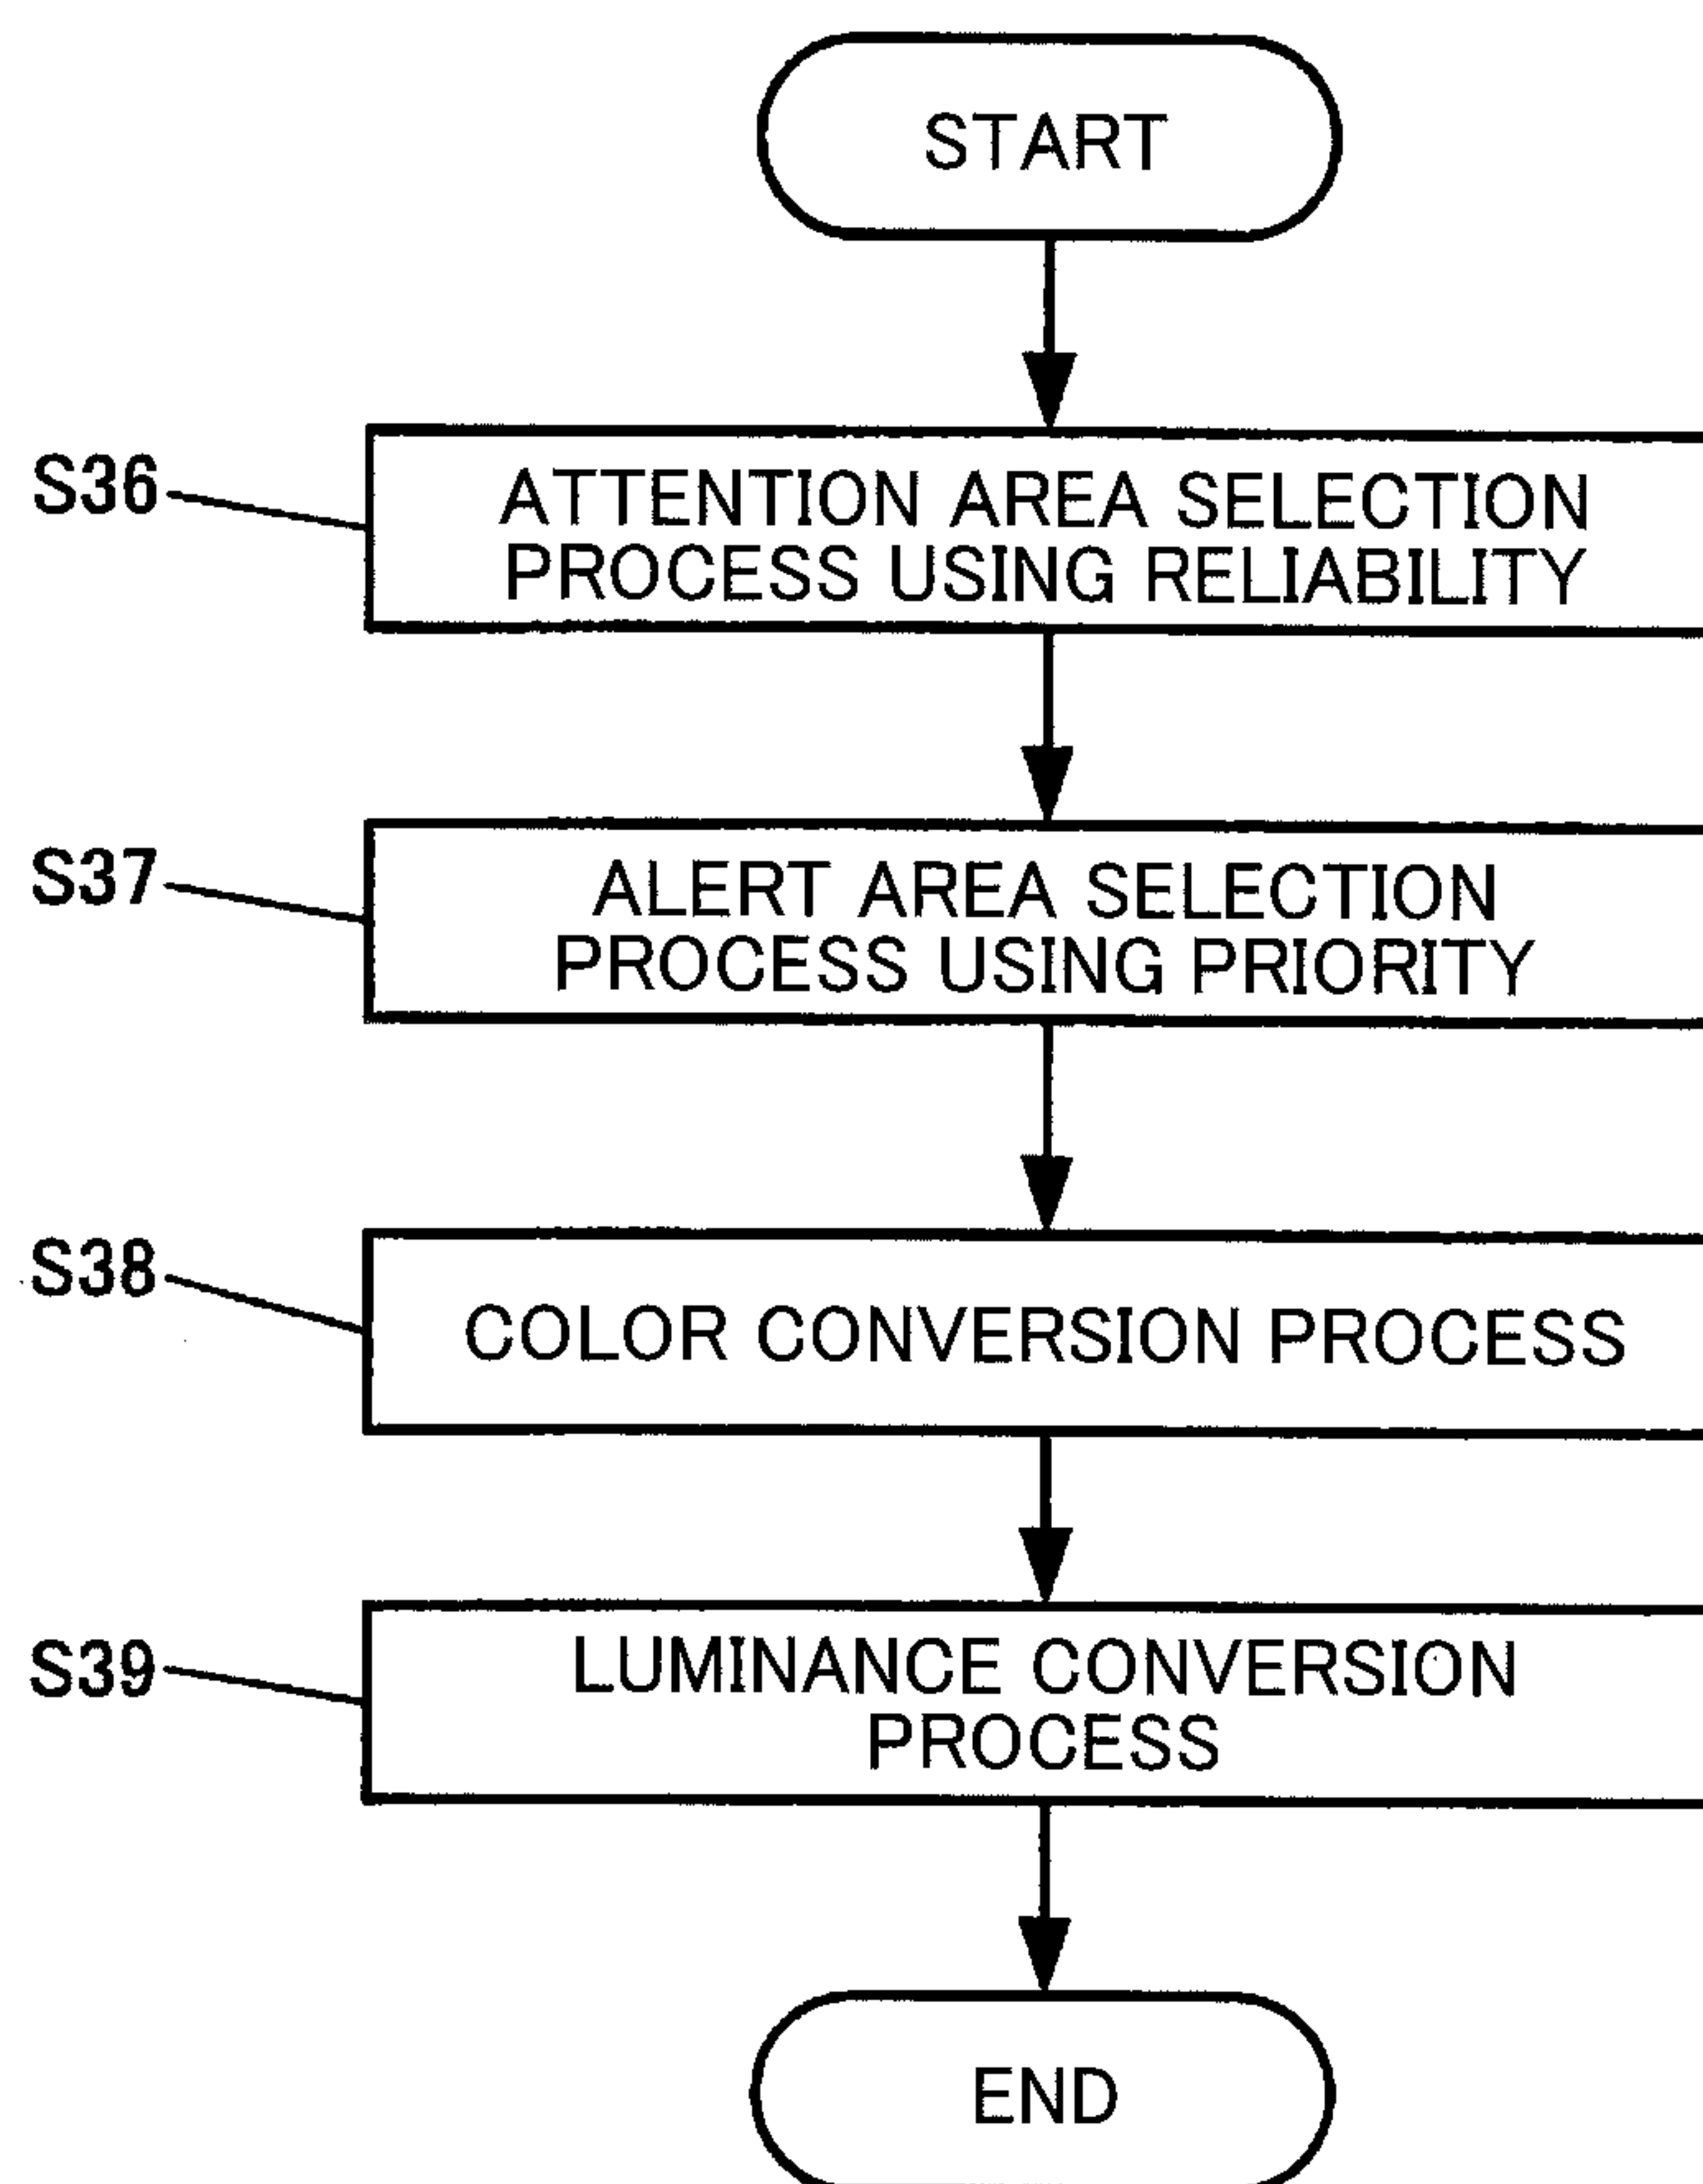 START
S36
ATTENTION AREA SELECTION
PROCESS USING RELIABILITY
S37
ALERT AREA SELECTION
PROCESS USING PRIORITY
S38
COLOR CONVERSION PROCESS
S39
LUMINANCE CONVERSION
PROCESS
END